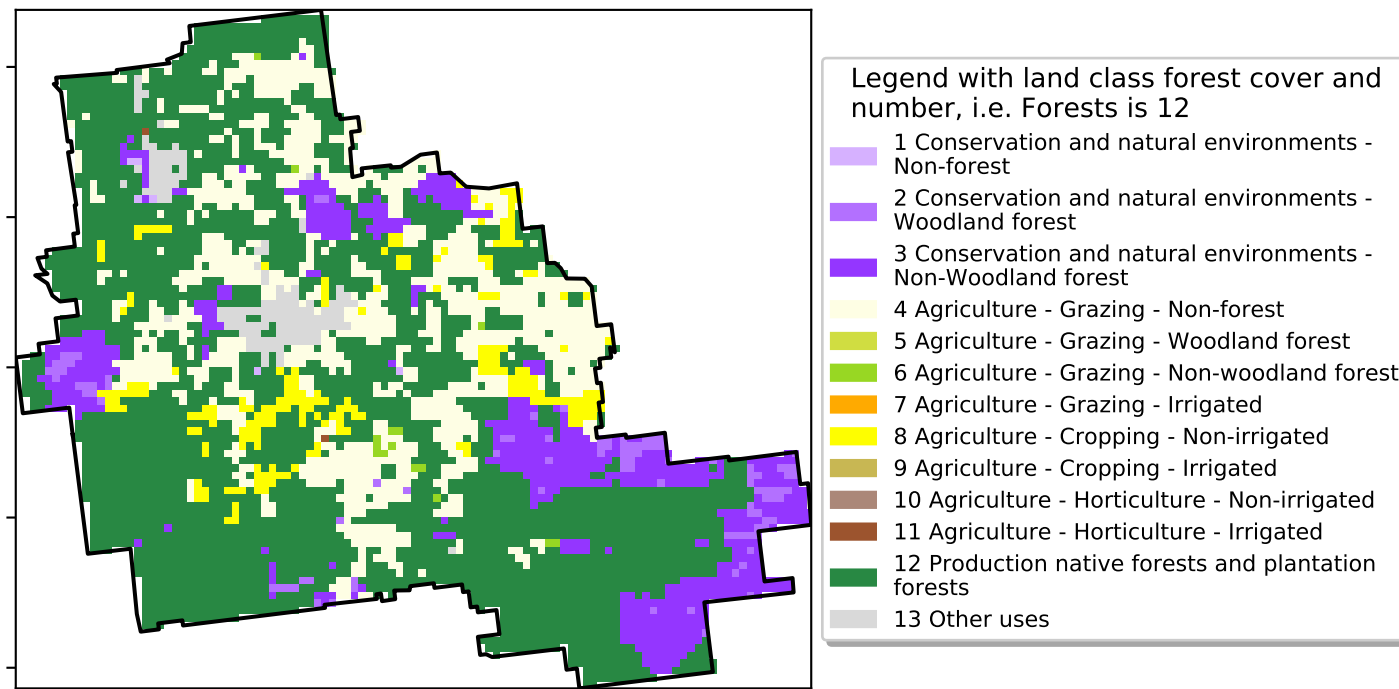 Legend with land class forest cover and
number, i.e. Forests is 12
1 Conservation and natural environments -
Non-forest
2 Conservation and natural environments -
Woodland forest
3 Conservation and natural environments -
Non-Woodland forest
4 Agriculture - Grazing - Non-forest
5 Agriculture - Grazing - Woodland forest
6 Agriculture - Grazing - Non-woodland forest
7 Agriculture - Grazing - Irrigated
8 Agriculture - Cropping - Non-irrigated
9 Agriculture - Cropping - Irrigated
10 Agriculture - Horticulture - Non-irrigated
11 Agriculture - Horticulture - Irrigated
12 Production native forests and plantation
forests
13 Other uses